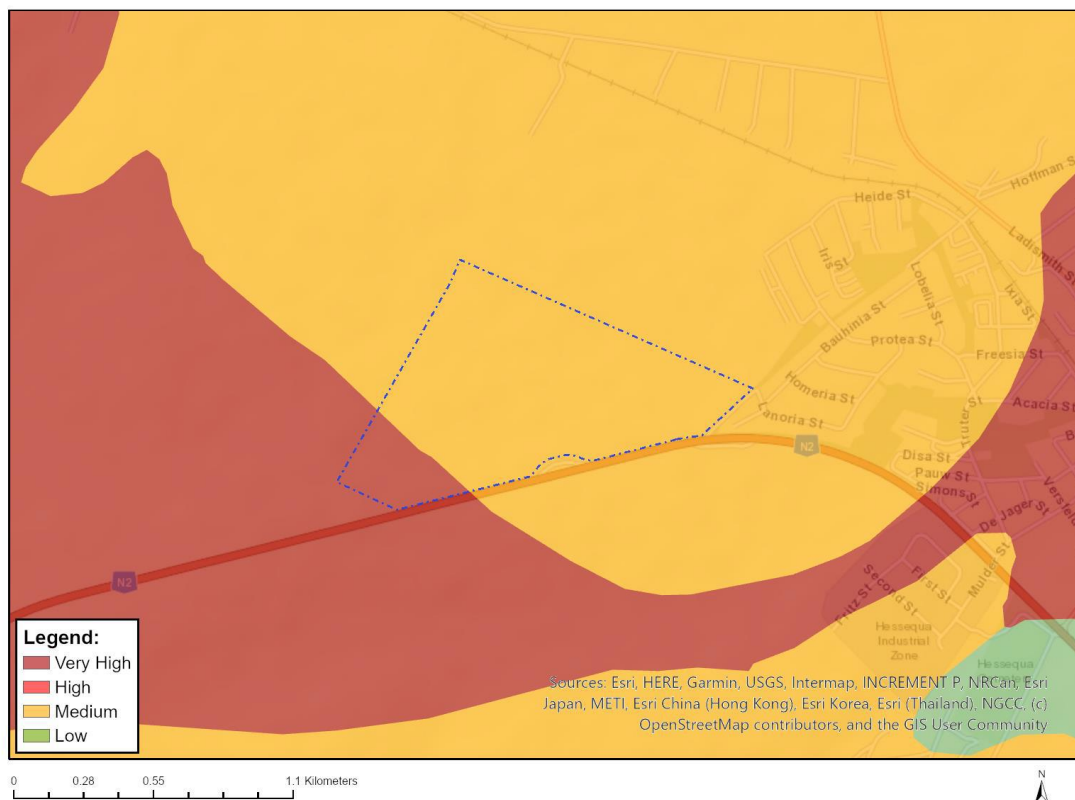 Hoffman S
Heide St
Ladismith St
Iris St
Lobelia St
Ixia St
Bauhinia St
Protea St
Freesia St
Homeria St
Acacia St
Lanoria St
Truter St
N2
Disa St
Pauw St
Simons St
Versfel
De Jager St
Mulder St
First St
Second St
Fritz St
N2
Hessequa
Industrial
Zone
Hessequa
Legend:
Very High
High
Medium
Low
Sources: Esri, HERE, Garmin, USGS, Intermap, INCREMENT P, NRCan, Esri
Japan, METI, Esri China (Hong Kong), Esri Korea, Esri (Thailand), NGCC, (c)
OpenStreetMap contributors, and the GIS User Community
0 0.28 0.55 1.1 Kilometers
N